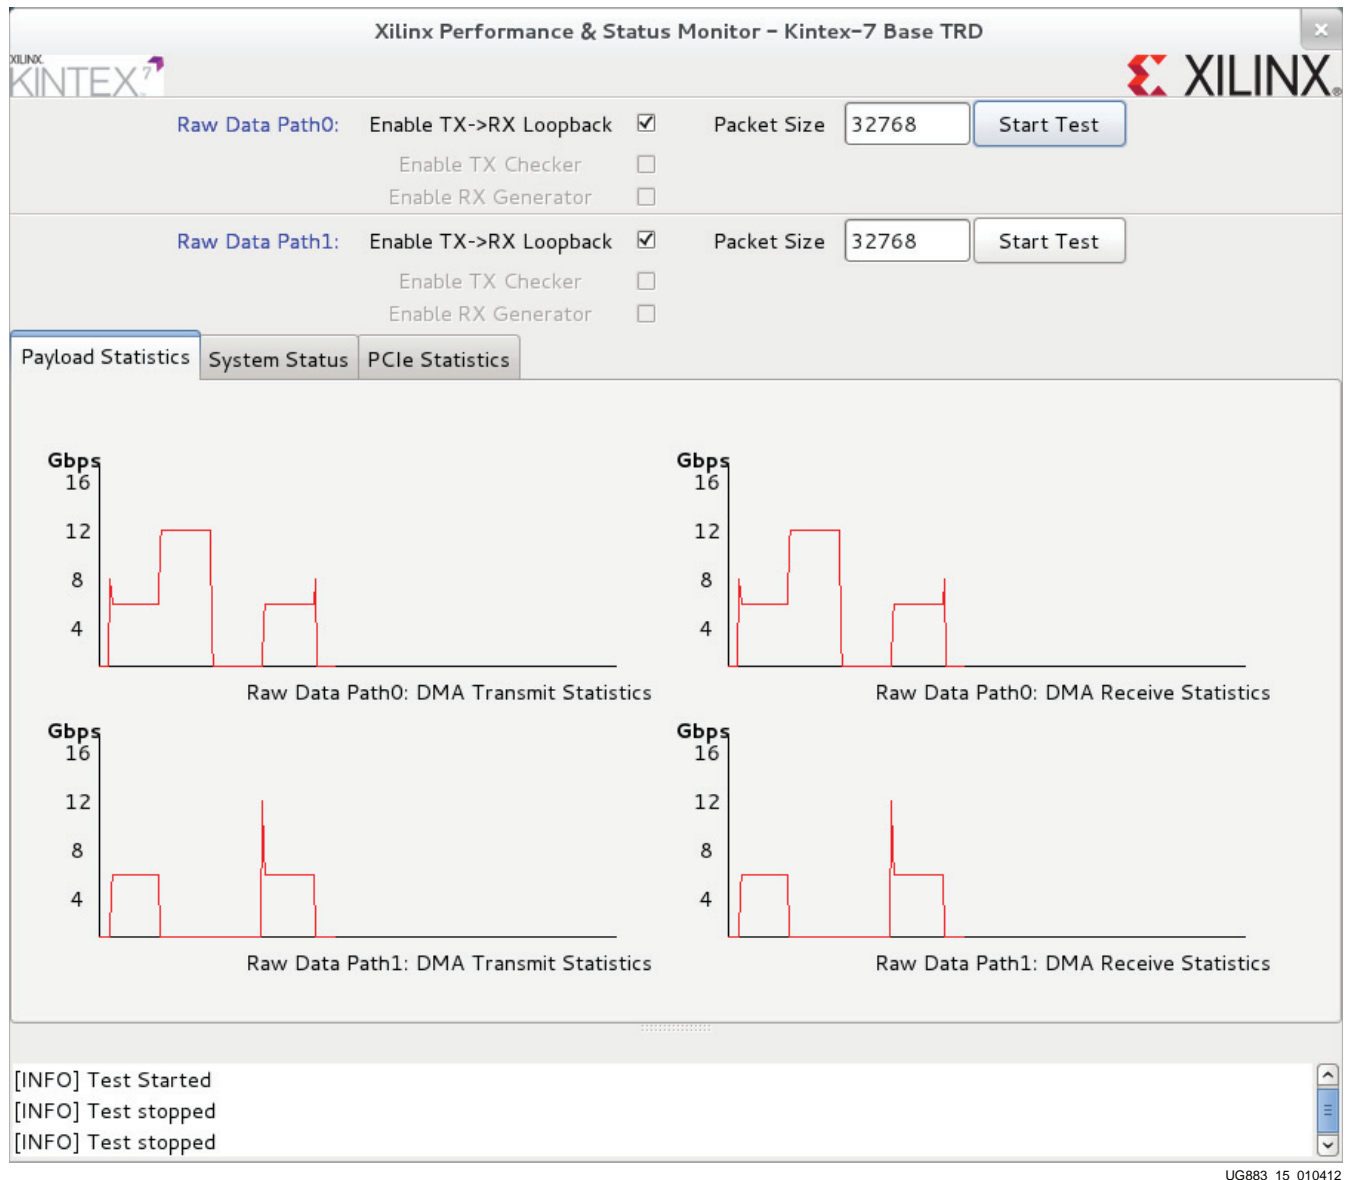 Xilinx Performance & Status Monitor - Kintex-7 Base TRD
XILINX
KINTEX 7
XILINX
Raw Data Path0: Enable TX->RX Loopback Packet Size 32768 Start Test
Enable TX Checker
Enable RX Generator
Raw Data Path1: Enable TX->RX Loopback Packet Size 32768 Start Test
Enable TX Checker
Enable RX Generator
Payload Statistics System Status PCIe Statistics
Gbps
16
12
8
4
Raw Data Path0: DMA Transmit Statistics
Gbps
16
12
8
4
Raw Data Path0: DMA Receive Statistics
Gbps
16
12
8
4
Raw Data Path1: DMA Transmit Statistics
Gbps
16
12
8
4
Raw Data Path1: DMA Receive Statistics
[INFO] Test Started
[INFO] Test stopped
[INFO] Test stopped
UG883_15_010412